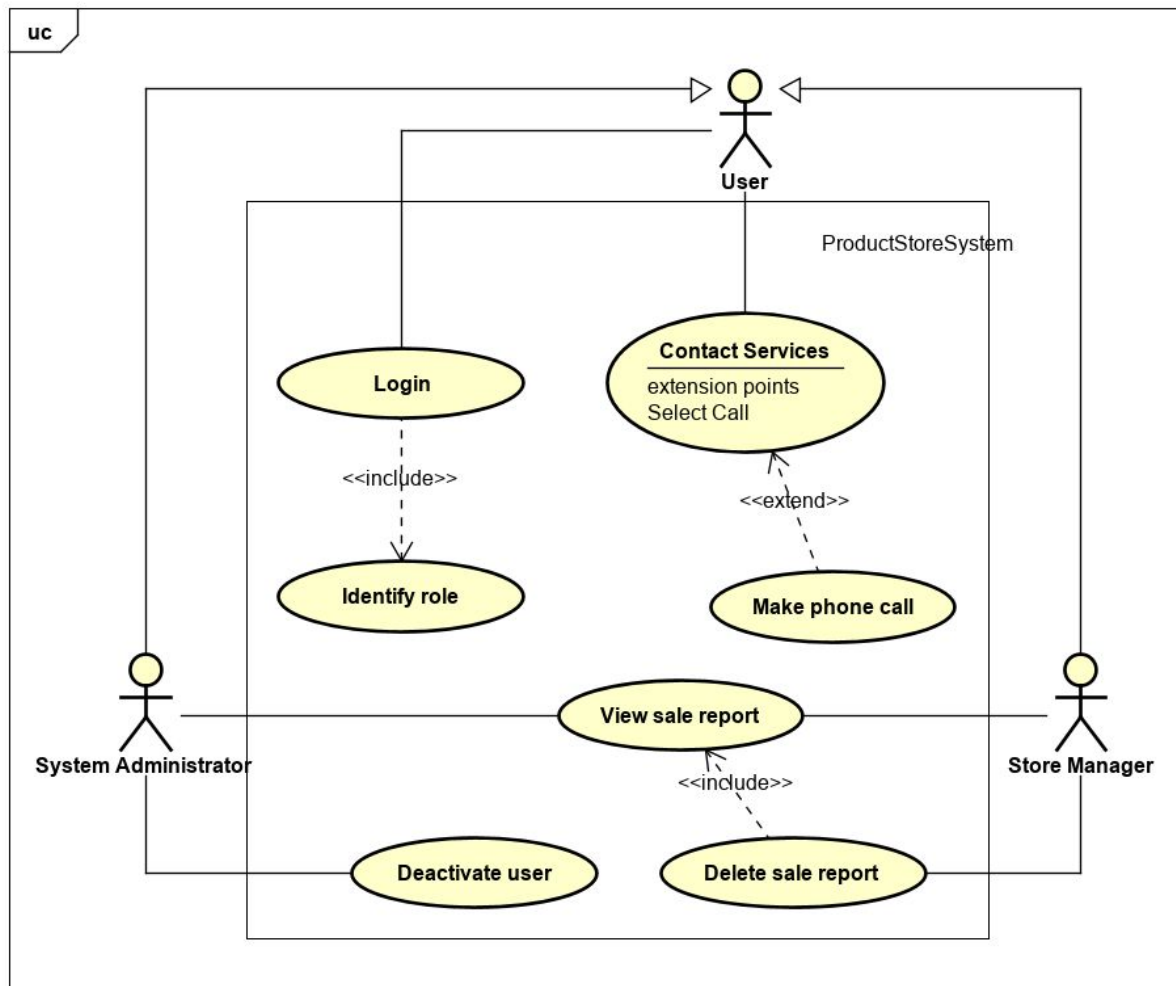 uc
User
ProductStoreSystem
Contact Services
extension points
Select Call
Login
<<include>>
<<extend>>
Identify role
Make phone call
View sale report
System Administrator
Store Manager
<<include>>
Deactivate user
Delete sale report